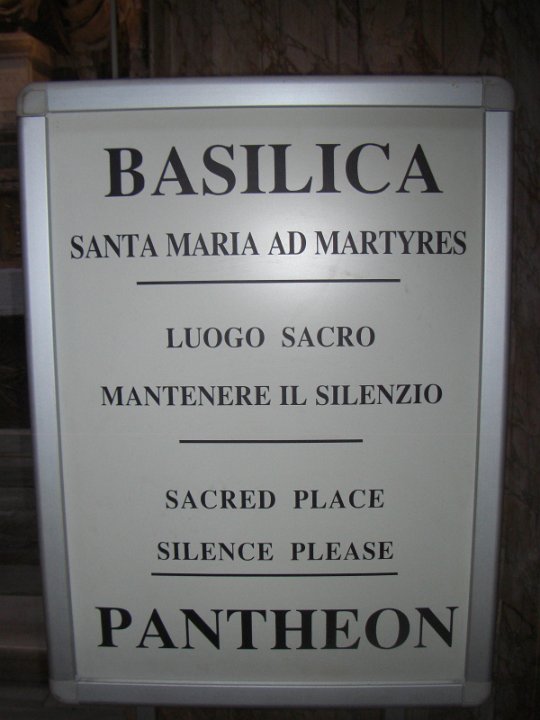 BASILICA
SANTA MARIA AD MARTYRES
LUOGO SACRO
MANTENERE IL SILENZIO
SACRED PLACE
SILENCE PLEASE
PANTHEON